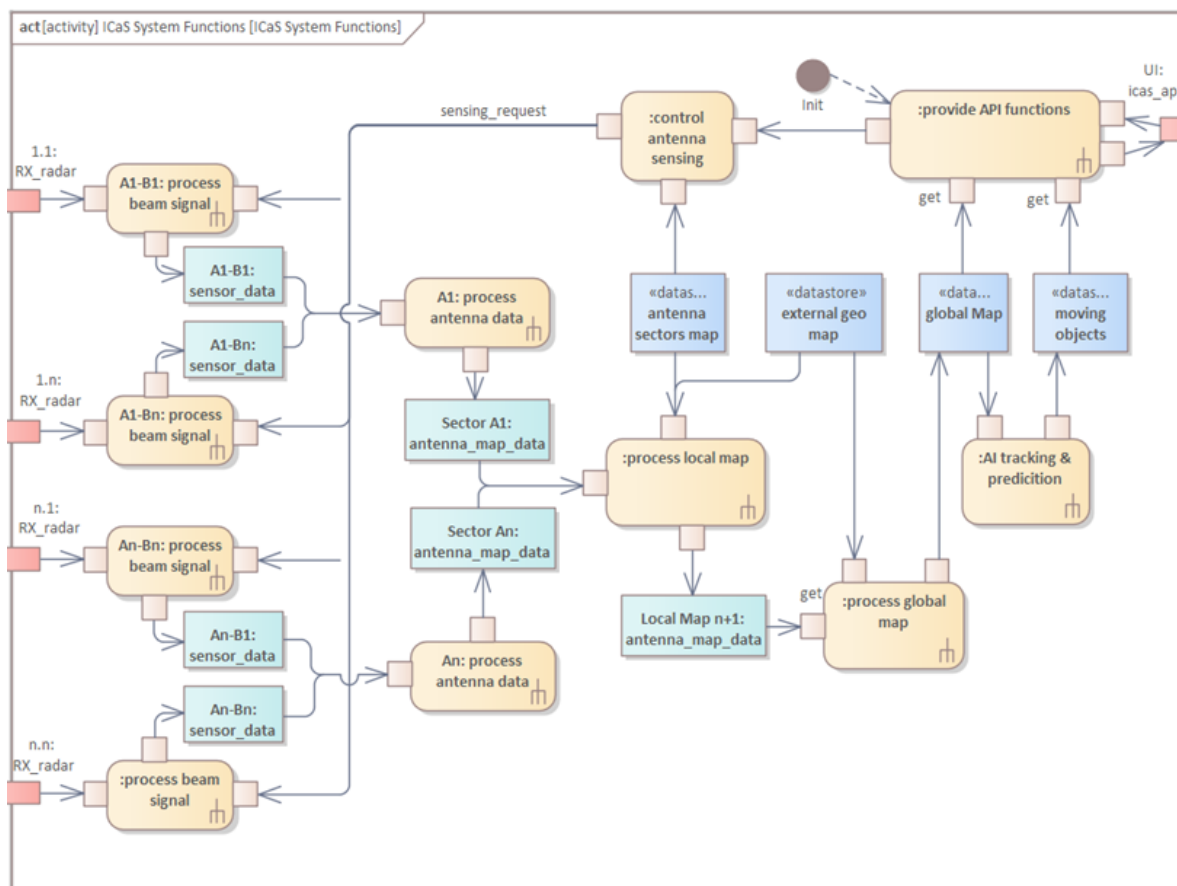 act [activity] ICaS System Functions [ICaS System Functions]
Init
UI:
icas_ap
:provide API functions
sensing_request
:control
antenna
sensing
1.1:
RX_radar
A1-B1: process
beam signal
get
get
A1-B1:
sensor_data
A1: process
antenna data
«datas...
antenna
sectors map
«datastore»
external geo
map
«data...
global Map
«datas...
moving
objects
A1-Bn:
sensor_data
1.n:
RX_radar
A1-Bn: process
beam signal
Sector A1:
antenna_map_data
:process local map
:AI tracking &
predicition
n.1:
RX_radar
An-Bn: process
beam signal
Sector An:
antenna_map_data
get
:process global
map
Local Map n+1:
antenna_map_data
An-B1:
sensor_data
An: process
antenna data
An-Bn:
sensor_data
n.n:
RX_radar
:process beam
signal